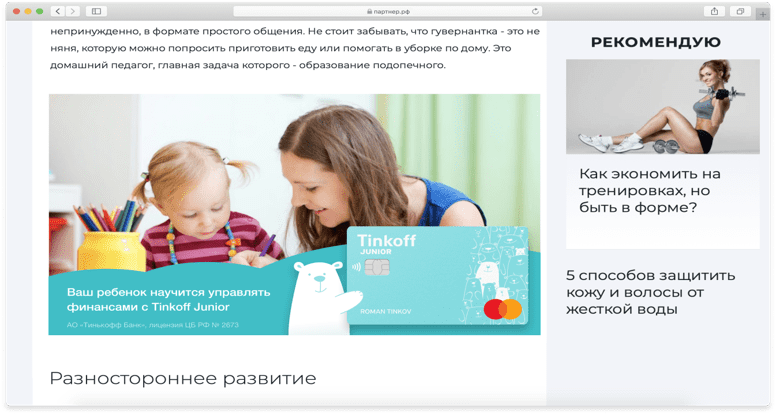 партнер.рф
непринужденно, в формате простого общения. Не стоит забывать, что гувернантка - это не
няня, которую можно попросить приготовить еду или помогать в уборке по дому. Это
домашний педагог, главная задача которого - образование подопечного.
Tinkoff
JUNIOR
Ваш ребенок научится управлять
финансами с Tinkoff Junior
АО «Тинькофф Банк», лицензия ЦБ РФ № 2673
ROMAN TINKOV
Разностороннее развитие
РЕКОМЕНДУЮ
Как экономить на
тренировках, но
быть в форме?
5 способов защитить
кожу и волосы от
жесткой воды